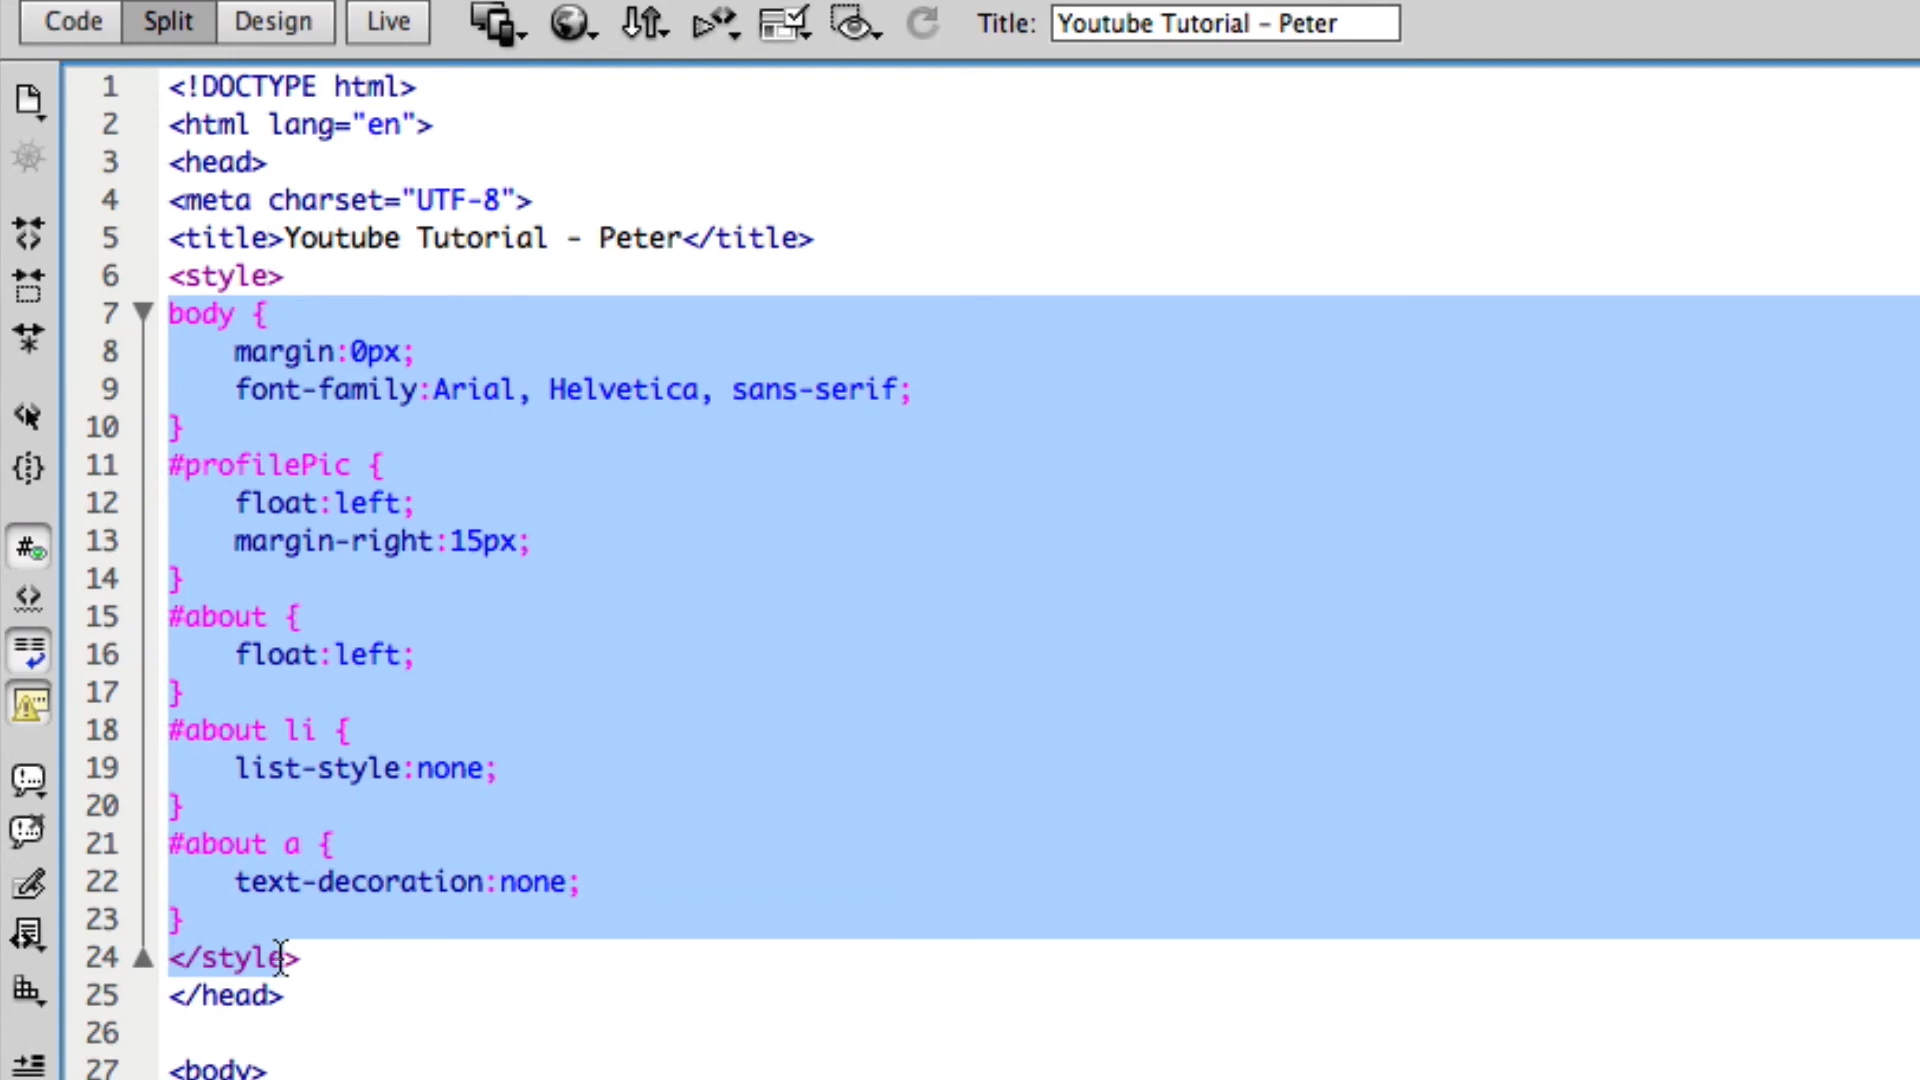 Code Split Design Live Title: Youtube Tutorial - Peter
1 <!DOCTYPE html>
2 <html lang="en">
3 <head>
4 <meta charset="UTF-8">
5 <title>Youtube Tutorial - Peter</title>
6 <style>
7 body {
8 margin:0px;
9 font-family:Arial, Helvetica, sans-serif;
10 }
11 #profilePic {
12 float:left;
13 margin-right:15px;
14 }
15 #about {
16 float:left;
17 }
18 #about li {
19 list-style:none;
20 }
21 #about a {
22 text-decoration:none;
23 }
24 </style>
25 </head>
26
27 <body>